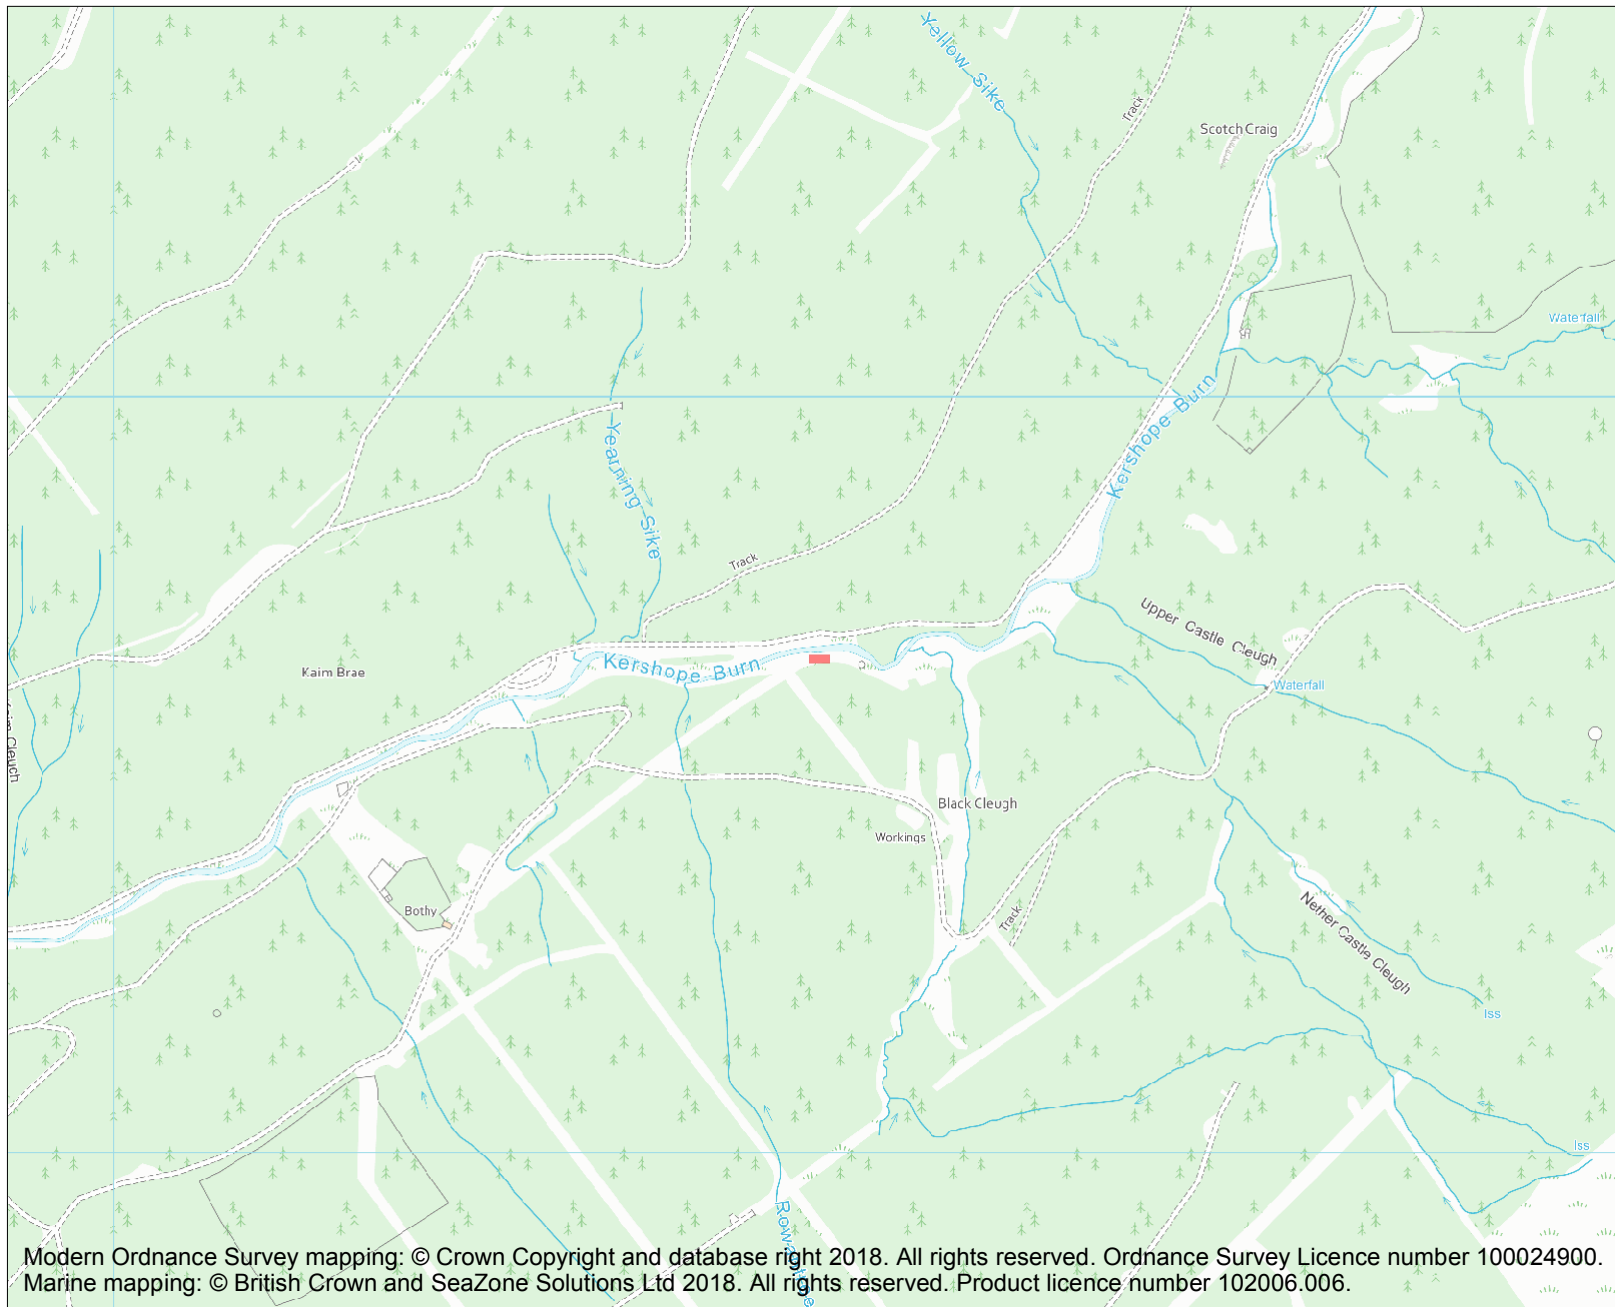 Yellow Sike
Track
Scotch Craig
Waterfall
Kershope Burn
Yearning Sike
Track
Upper Castle Cleugh
Kershope Burn
Kaim Brae
Waterfall
Cleuch
Black Cleugh
Workings
Bothy
Track
Nether Castle Cleugh
Iss
Iss
Modern Ordnance Survey mapping: © Crown Copyright and database right 2018. All rights reserved. Ordnance Survey Licence number 100024900.
Marine mapping: © British Crown and SeaZone Solutions Ltd 2018. All rights reserved. Product licence number 102006.006.